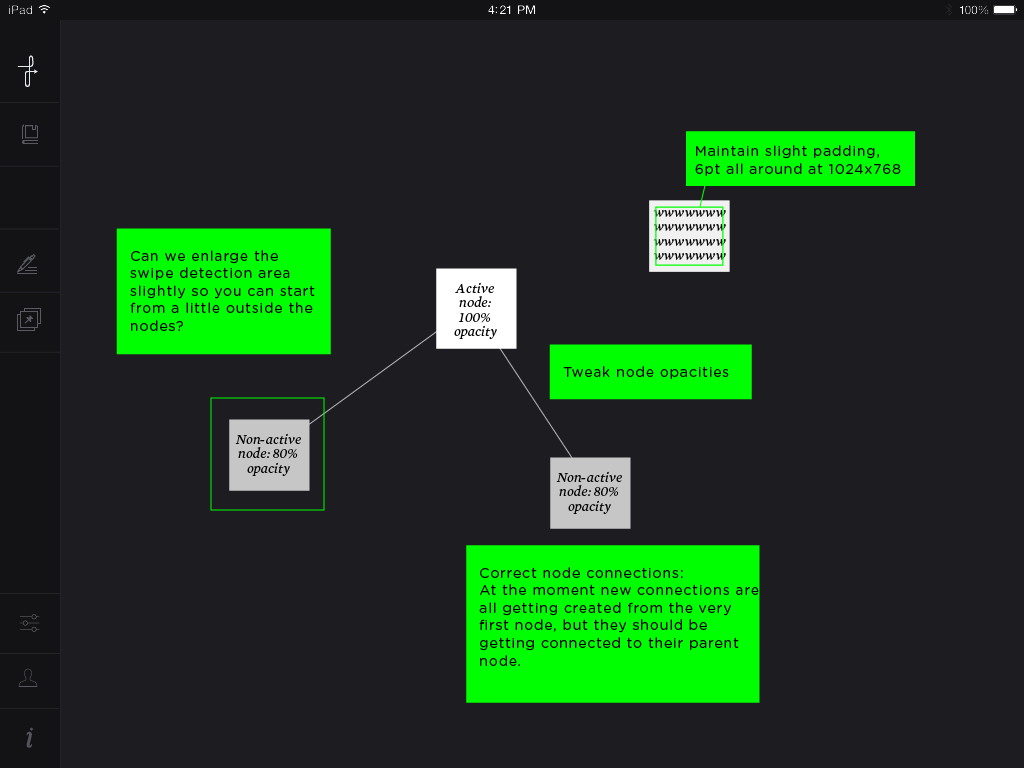 iPad
4:21 PM
100%
Maintain slight padding,
6pt all around at 1024x768
wwwwwww
wwwwwww
wwwwwww
wwwwwww
Can we enlarge the
swipe detection area
slightly so you can start
from a little outside the
nodes?
Active
node:
100%
opacity
Tweak node opacities
Non-active
node: 80%
opacity
Non-active
node: 80%
opacity
Correct node connections:
At the moment new connections are
all getting created from the very
first node, but they should be
getting connected to their parent
node.
i